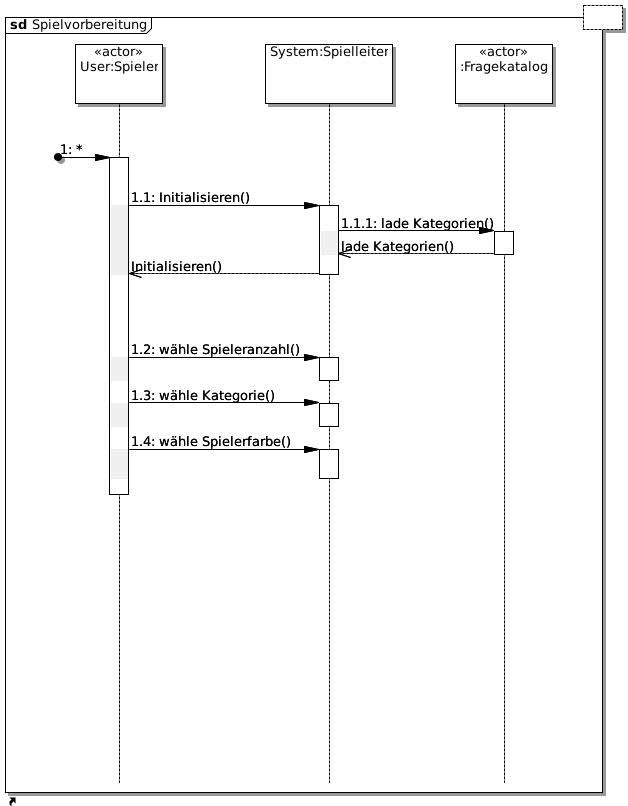 sd Spielvorbereitung
«actor»
User:Spieler
System:Spielleiter
«actor»
:Fragekatalog
1: *
1.1: Initialisieren()
1.1.1: lade Kategorien()
lade Kategorien()
Initialisieren()
1.2: wähle Spieleranzahl()
1.3: wähle Kategorie()
1.4: wähle Spielerfarbe()